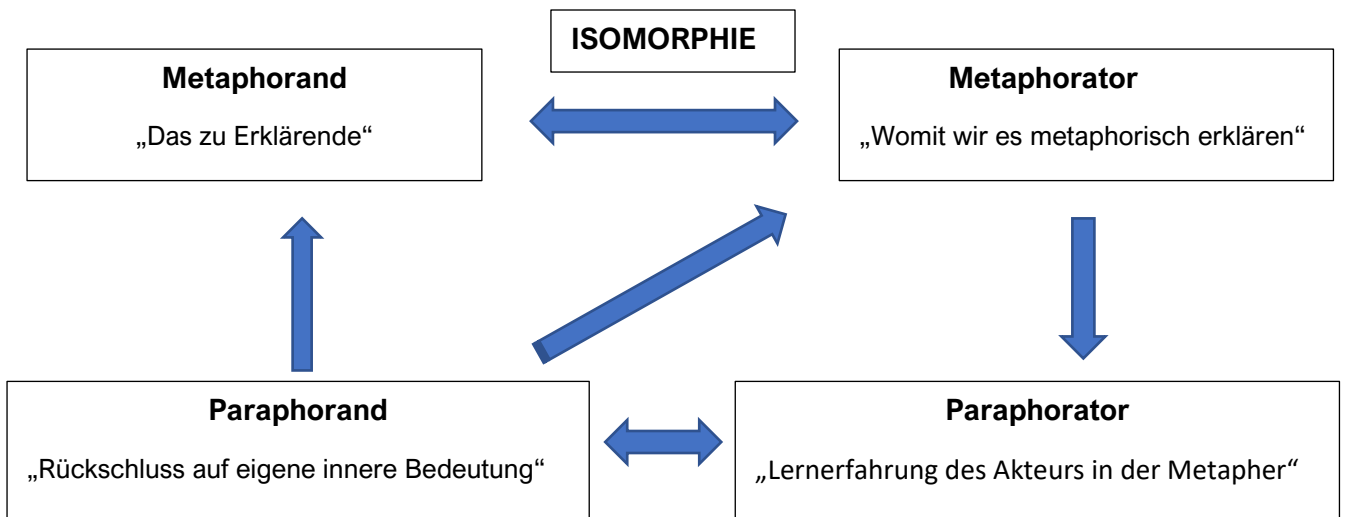 ISOMORPHIE
Metaphorand
„Das zu Erklärende“
Metaphorator
„Womit wir es metaphorisch erklären“
Paraphorand
„Rückschluss auf eigene innere Bedeutung“
Paraphorator
„Lernerfahrung des Akteurs in der Metapher“